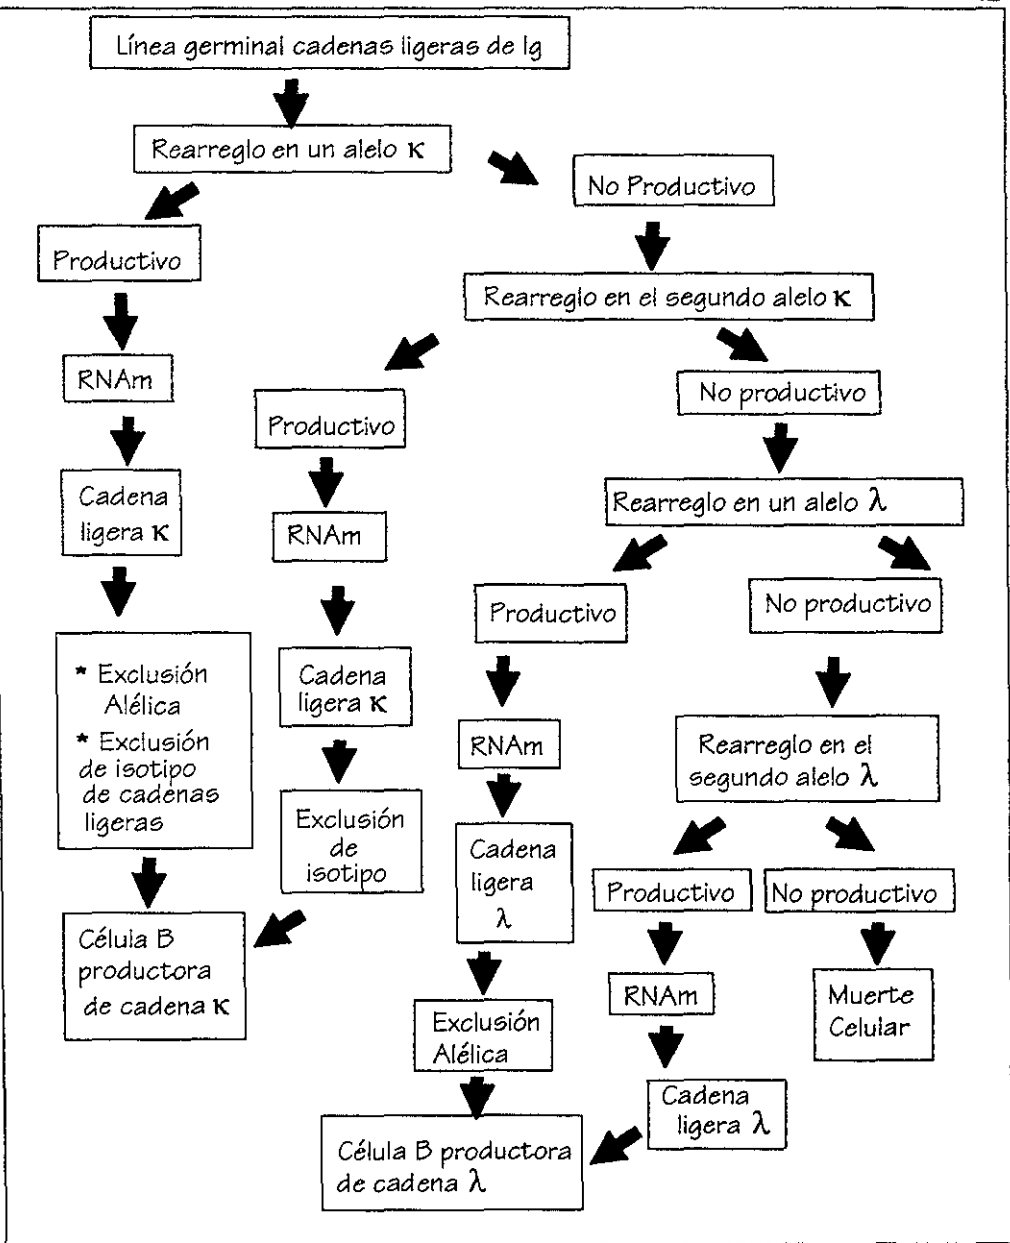 Línea germinal cadenas ligeras de Ig
Rearreglo en un alelo κ
No Productivo
Productivo
Rearreglo en el segundo alelo κ
RNAm
No productivo
Productivo
Cadena
ligera κ
Rearreglo en un alelo λ
RNAm
Productivo
No productivo
* Exclusión
Alélica
* Exclusión
de isotipo
de cadenas
ligeras
Cadena
ligera κ
RNAm
Rearreglo en el
segundo alelo λ
Exclusión
de
isotipo
Cadena
ligera
λ
Productivo
No productivo
Célula B
productora
de cadena κ
RNAm
Muerte
Celular
Exclusión
Alélica
Cadena
ligera λ
Célula B productora
de cadena λ